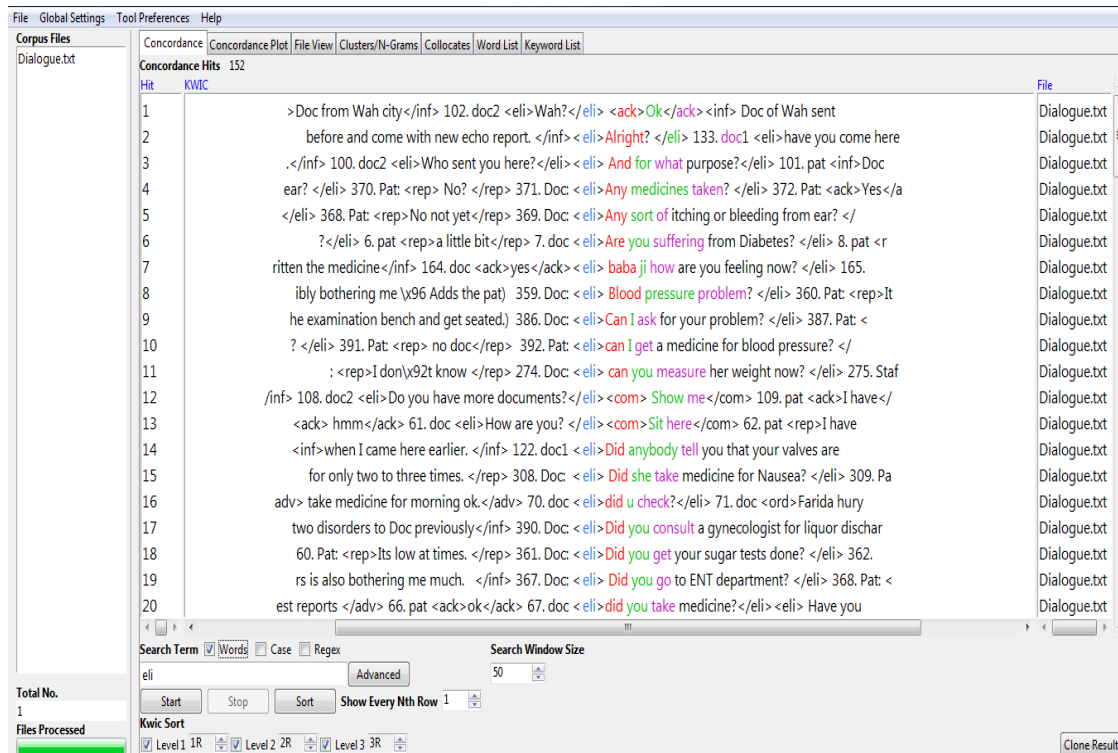 File Global Settings Tool Preferences Help
Corpus Files
Dialogue.txt
Concordance Concordance Plot File View Clusters/N-Grams Collocates Word List Keyword List
Concordance Hits 152
Hit KWIC File
1 >Doc from Wah city</inf> 102. doc2 <eli>Wah?</eli> <ack>Ok</ack><inf> Doc of Wah sent Dialogue.txt
2 before and come with new echo report. </inf><eli>Alright? </eli> 133. doc1 <eli>have you come here Dialogue.txt
3 .</inf> 100. doc2 <eli>Who sent you here?</eli><eli> And for what purpose?</eli> 101. pat <inf>Doc Dialogue.txt
4 ear? </eli> 370. Pat: <rep> No? </rep> 371. Doc: <eli>Any medicines taken? </eli> 372. Pat: <ack>Yes</a Dialogue.txt
5 </eli> 368. Pat: <rep>No not yet</rep> 369. Doc: <eli>Any sort of itching or bleeding from ear? </ Dialogue.txt
6 ?</eli> 6. pat <rep>a little bit</rep> 7. doc <eli>Are you suffering from Diabetes? </eli> 8. pat <r Dialogue.txt
7 ritten the medicine</inf> 164. doc <ack>yes</ack><eli> baba ji how are you feeling now? </eli> 165. Dialogue.txt
8 ibly bothering me \x96 Adds the pat) 359. Doc: <eli> Blood pressure problem? </eli> 360. Pat: <rep>It Dialogue.txt
9 he examination bench and get seated.) 386. Doc: <eli>Can I ask for your problem? </eli> 387. Pat: < Dialogue.txt
10 ? </eli> 391. Pat: <rep> no doc</rep> 392. Pat: <eli>can I get a medicine for blood pressure? </ Dialogue.txt
11 : <rep>I don\x92t know </rep> 274. Doc: <eli> can you measure her weight now? </eli> 275. Staf Dialogue.txt
12 /inf> 108. doc2 <eli>Do you have more documents?</eli><com> Show me</com> 109. pat <ack>I have</ Dialogue.txt
13 <ack> hmm</ack> 61. doc <eli>How are you? </eli><com>Sit here</com> 62. pat <rep>I have Dialogue.txt
14 <inf>when I came here earlier. </inf> 122. doc1 <eli>Did anybody tell you that your valves are Dialogue.txt
15 for only two to three times. </rep> 308. Doc: <eli> Did she take medicine for Nausea? </eli> 309. Pa Dialogue.txt
16 adv> take medicine for morning ok.</adv> 70. doc <eli>did u check?</eli> 71. doc <ord>Farida hury Dialogue.txt
17 two disorders to Doc previously</inf> 390. Doc: <eli>Did you consult a gynecologist for liquor dischar Dialogue.txt
18 60. Pat: <rep>Its low at times. </rep> 361. Doc: <eli>Did you get your sugar tests done? </eli> 362. Dialogue.txt
19 rs is also bothering me much. </inf> 367. Doc: <eli> Did you go to ENT department? </eli> 368. Pat: < Dialogue.txt
20 est reports </adv> 66. pat <ack>ok</ack> 67. doc <eli>did you take medicine?</eli><eli> Have you Dialogue.txt
Search Term Words Case Regex Search Window Size
eli Advanced 50
Total No.
1
Files Processed
Start Stop Sort Show Every Nth Row 1
Kwic Sort
Level 1 1R Level 2 2R Level 3 3R Clone Result